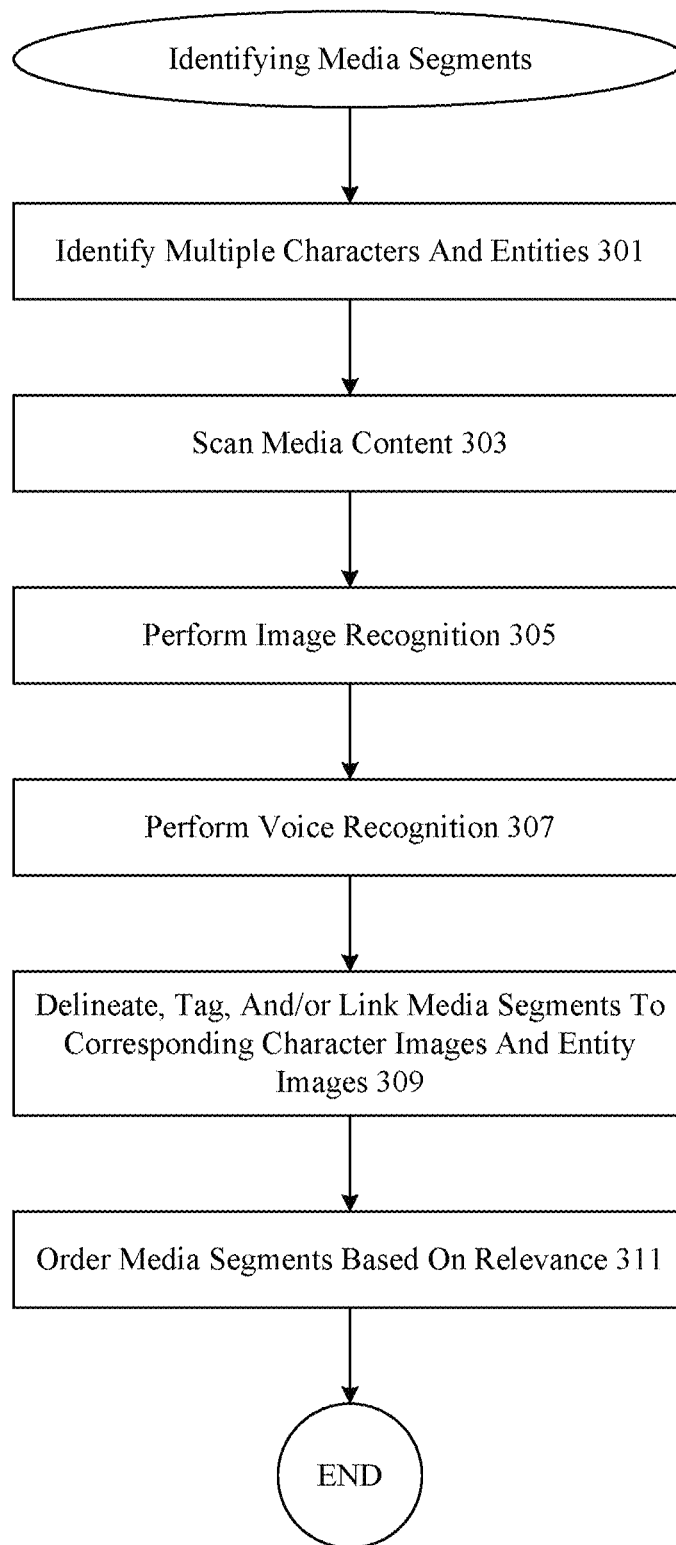 Identifying Media Segments
Identify Multiple Characters And Entities 301
Scan Media Content 303
Perform Image Recognition 305
Perform Voice Recognition 307
Delineate, Tag, And/or Link Media Segments To
Corresponding Character Images And Entity
Images 309
Order Media Segments Based On Relevance 311
END